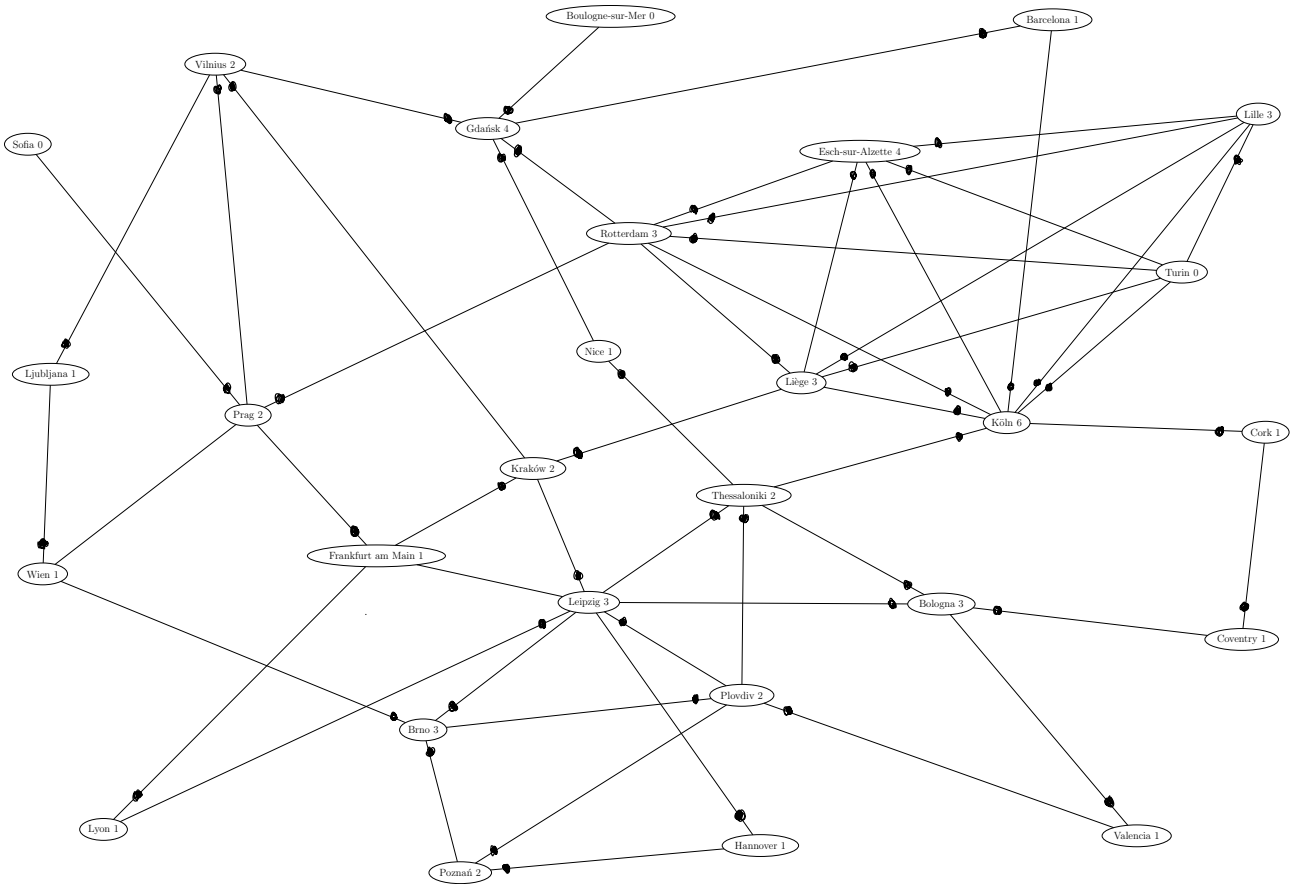 Boulogne-sur-Mer 0
Barcelona 1
Vilnius 2
Lille 3
Gdańsk 4
Sofia 0
Esch-sur-Alzette 4
Rotterdam 3
Turin 0
Nice 1
Ljubljana 1
Liège 3
Prag 2
Köln 6
Cork 1
Kraków 2
Thessaloniki 2
Frankfurt am Main 1
Wien 1
Leipzig 3
Bologna 3
Coventry 1
Plovdiv 2
Brno 3
Lyon 1
Valencia 1
Hannover 1
Poznań 2